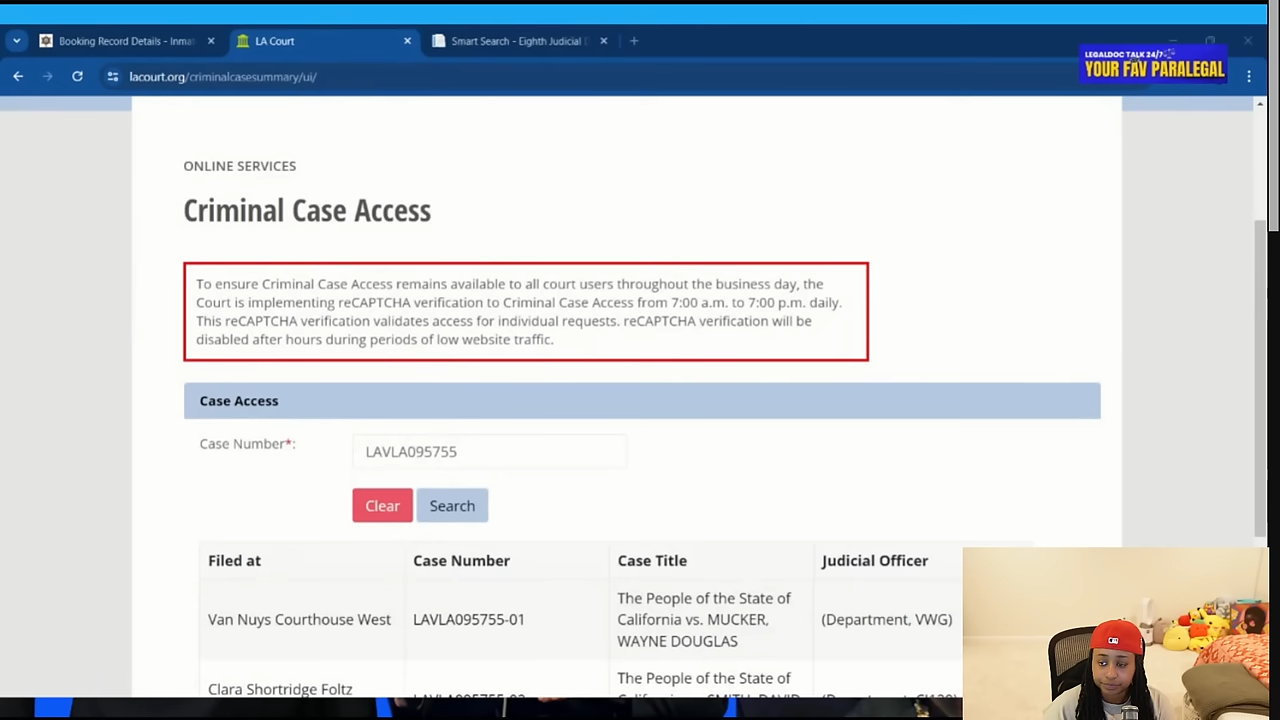 Booking Record Details - Inma
LA Court
Smart Search - Eighth Judicial
LEGALDOC TALK 24/7
YOUR FAV PARALEGAL
lacourt.org/criminalcasesummary/ui/
ONLINE SERVICES
Criminal Case Access
To ensure Criminal Case Access remains available to all court users throughout the business day, the
Court is implementing reCAPTCHA verification to Criminal Case Access from 7:00 a.m. to 7:00 p.m. daily.
This reCAPTCHA verification validates access for individual requests. reCAPTCHA verification will be
disabled after hours during periods of low website traffic.
Case Access
Case Number*:
LAVLA095755
Clear
Search
Filed at
Case Number
Case Title
Judicial Officer
Van Nuys Courthouse West
LAVLA095755-01
The People of the State of
California vs. MUCKER,
WAYNE DOUGLAS
(Department, VWG)
Clara Shortridge Foltz
The People of the State of